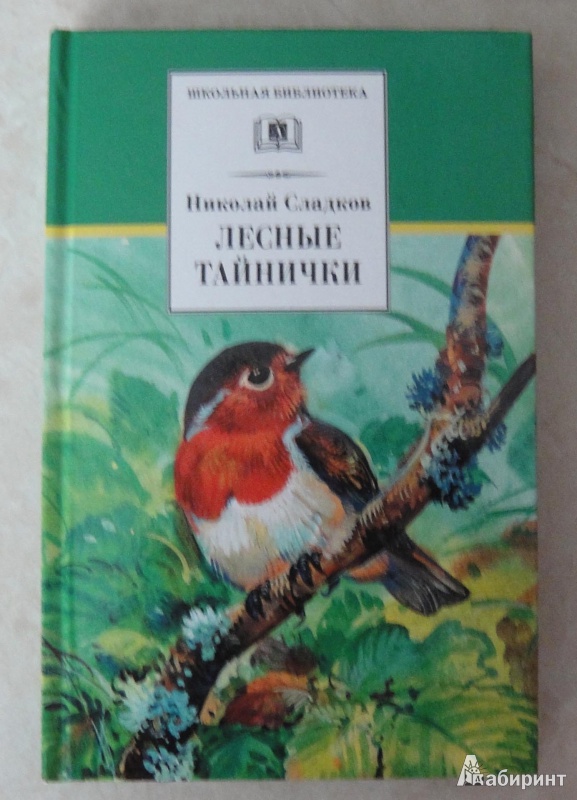 ШКОЛЬНАЯ БИБЛИОТЕКА
НИКОЛАЙ СЛАДКОВ
ЛЕСНЫЕ
ТАЙНИЧКИ
Лабиринт